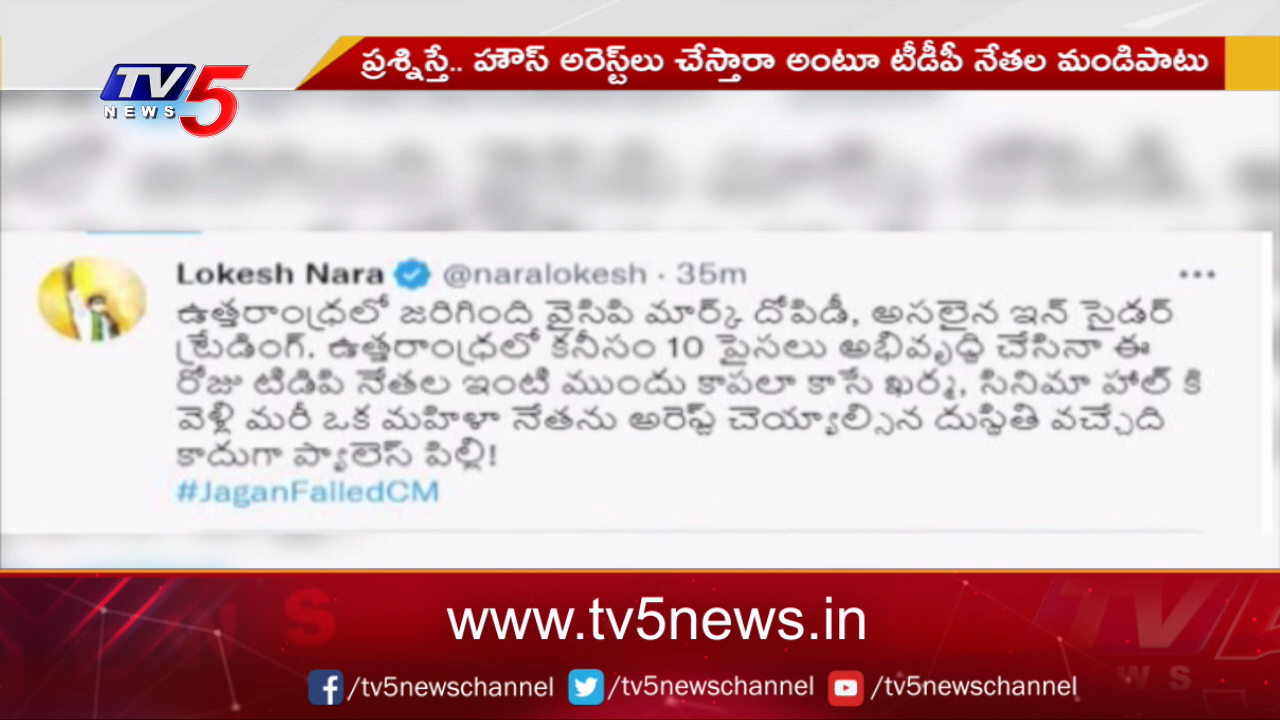 ప్రశ్నిస్తే.. హౌస్ అరెస్ట్‌లు చేస్తారా అంటూ టీడీపీ నేతల మండిపాటు
TV5
NEWS
Lokesh Nara @naralokesh · 35m
ఉత్తరాంధ్రలో జరిగింది వైసిపి మార్క్ దోపిడీ, అసలైన ఇన్ సైడర్
ట్రేడింగ్. ఉత్తరాంధ్రలో కనీసం 10 పైసలు అభివృద్ధి చేసినా ఈ
రోజు టిడిపి నేతల ఇంటి ముందు కాపలా కాసే ఖర్మ, సినిమా హాల్ కి
వెళ్లి మరీ ఒక మహిళా నేతను అరెస్ట్ చెయ్యాల్సిన దుస్థితి వచ్చేది
కాదుగా ప్యాలెస్ పిల్లి!
#JaganFailedCM
www.tv5news.in
/tv5newschannel /tv5newschannel /tv5newschannel